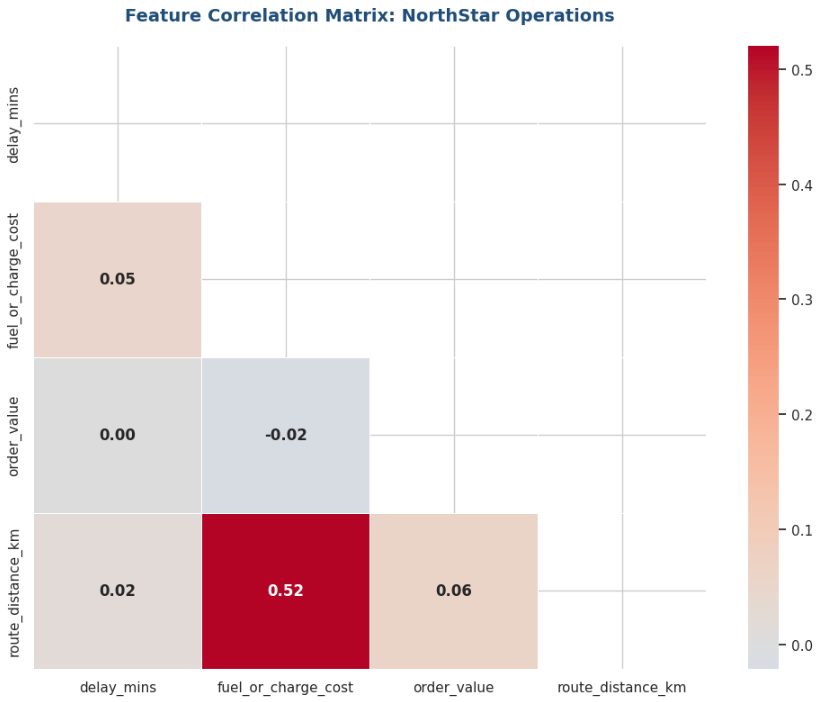 Feature Correlation Matrix: NorthStar Operations
delay_mins
fuel_or_charge_cost
order_value
route_distance_km
0.05
0.00
-0.02
0.02
0.52
0.06
delay_mins
fuel_or_charge_cost
order_value
route_distance_km
0.5
0.4
0.3
0.2
0.1
0.0